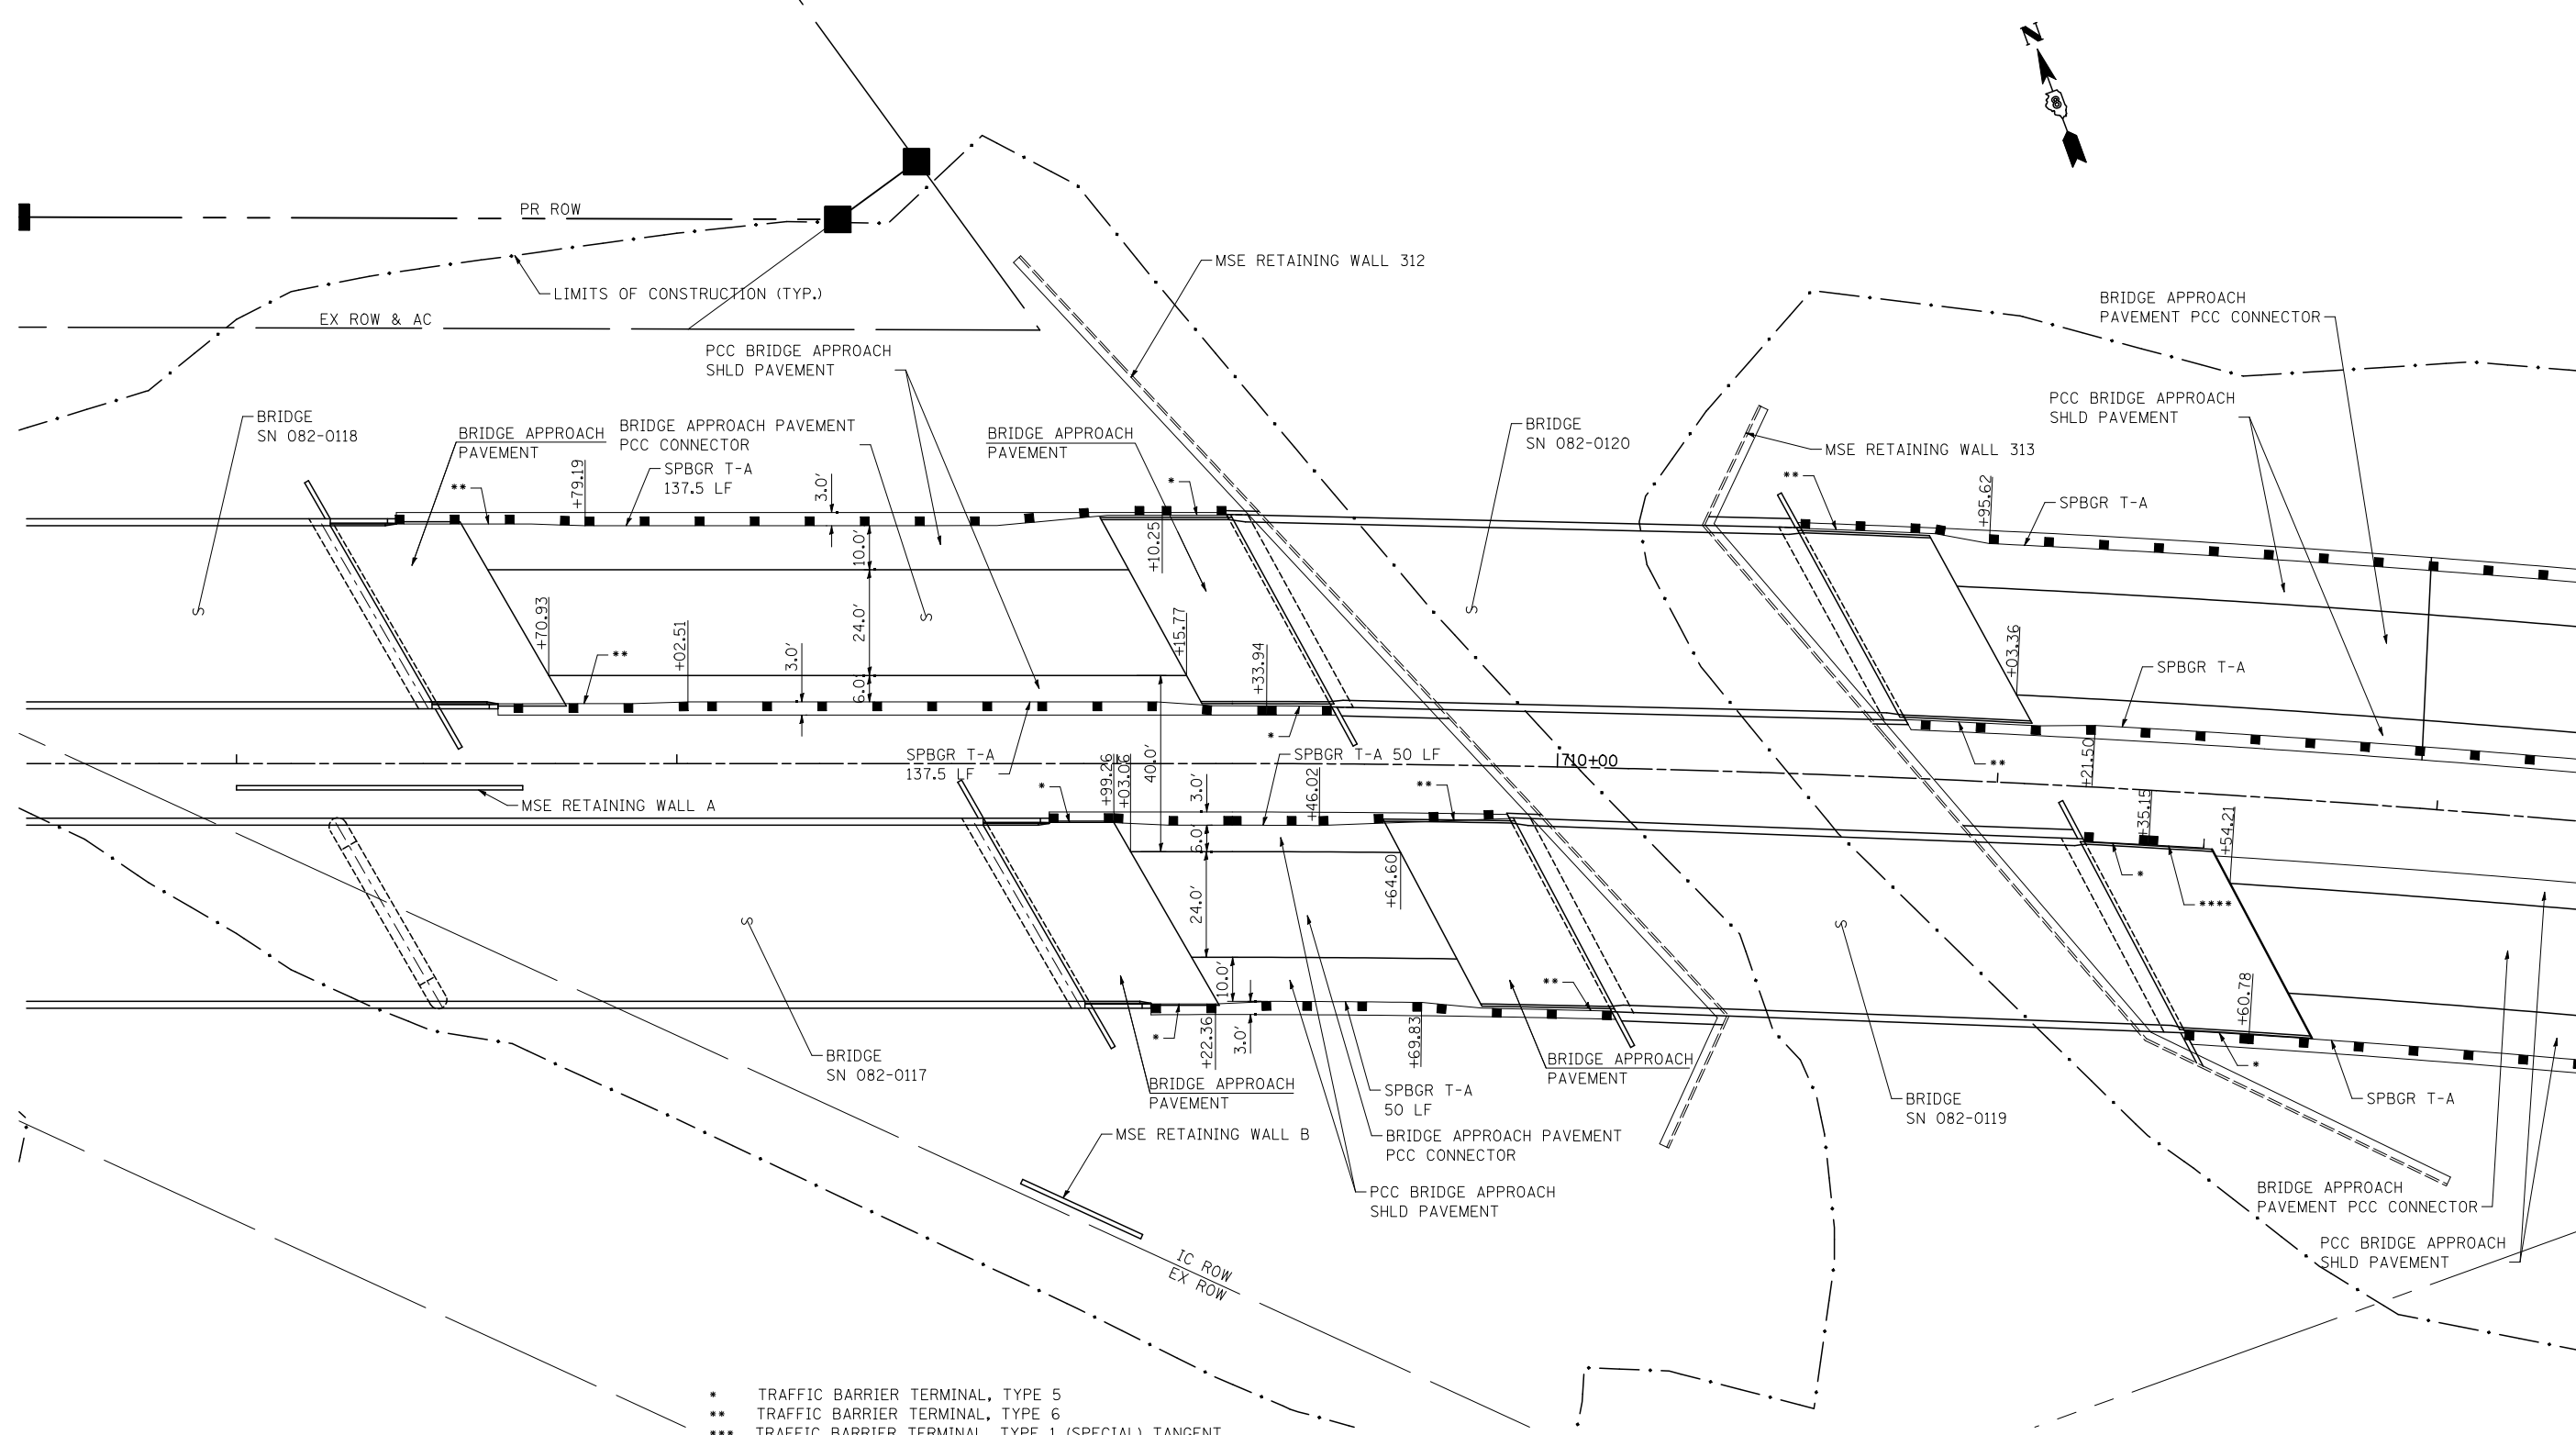 N
PR ROW
MSE RETAINING WALL 312
LIMITS OF CONSTRUCTION (TYP.)
EX ROW & AC
BRIDGE APPROACH
PAVEMENT PCC CONNECTOR
PCC BRIDGE APPROACH
SHLD PAVEMENT
PCC BRIDGE APPROACH
SHLD PAVEMENT
BRIDGE
SN 082-0118
BRIDGE APPROACH
PAVEMENT
BRIDGE APPROACH PAVEMENT
PCC CONNECTOR
BRIDGE APPROACH
PAVEMENT
BRIDGE
SN 082-0120
MSE RETAINING WALL 313
SPBGR T-A
137.5 LF
**
+79.19
3.0'
*
**
+95.62
SPBGR T-A
10.0'
+10.25
24.0'
+70.93
+02.51
**
3.0'
6.0'
+15.77
+33.94
+03.36
SPBGR T-A
*
SPBGR T-A
137.5 LF
+99.26
+03.06
40.0'
SPBGR T-A 50 LF
710+00
**
+21.50
MSE RETAINING WALL A
*
3.0'
+46.02
**
+35.15
+54.21
6.0'
+64.60
24.0'
*
****
10.0'
**
+60.78
*
+22.36
3.0'
+69.83
*
BRIDGE
SN 082-0117
BRIDGE APPROACH
PAVEMENT
BRIDGE APPROACH
PAVEMENT
SPBGR T-A
50 LF
BRIDGE
SN 082-0119
SPBGR T-A
MSE RETAINING WALL B
BRIDGE APPROACH PAVEMENT
PCC CONNECTOR
PCC BRIDGE APPROACH
SHLD PAVEMENT
BRIDGE APPROACH
PAVEMENT PCC CONNECTOR
PCC BRIDGE APPROACH
SHLD PAVEMENT
IC ROW
EX ROW
* TRAFFIC BARRIER TERMINAL, TYPE 5
** TRAFFIC BARRIER TERMINAL, TYPE 6
*** TRAFFIC BARRIER TERMINAL, TYPE 1 (SPECIAL) TANGENT